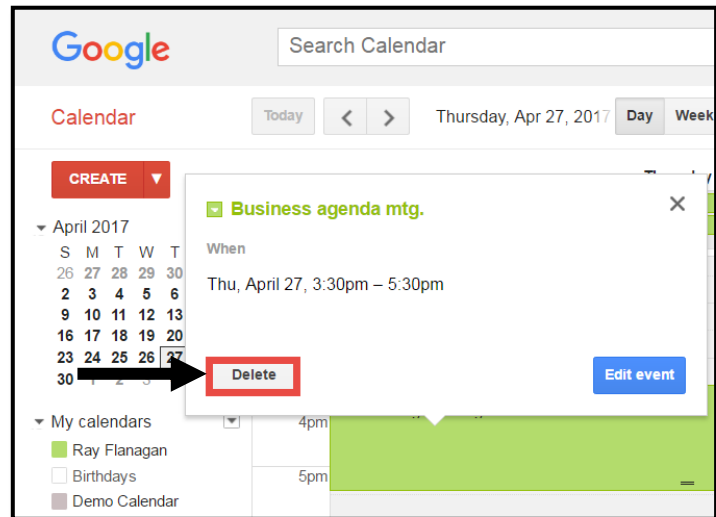 Google
Search Calendar
Calendar
Today
Thursday, Apr 27, 2017
Day
Week
CREATE
Business agenda mtg.
When
Thu, April 27, 3:30pm – 5:30pm
Delete
Edit event
April 2017
S M T W T
26 27 28 29 30
2 3 4 5 6
9 10 11 12 13
16 17 18 19 20
23 24 25 26 27
30
My calendars
Ray Flanagan
Birthdays
Demo Calendar
4pm
5pm